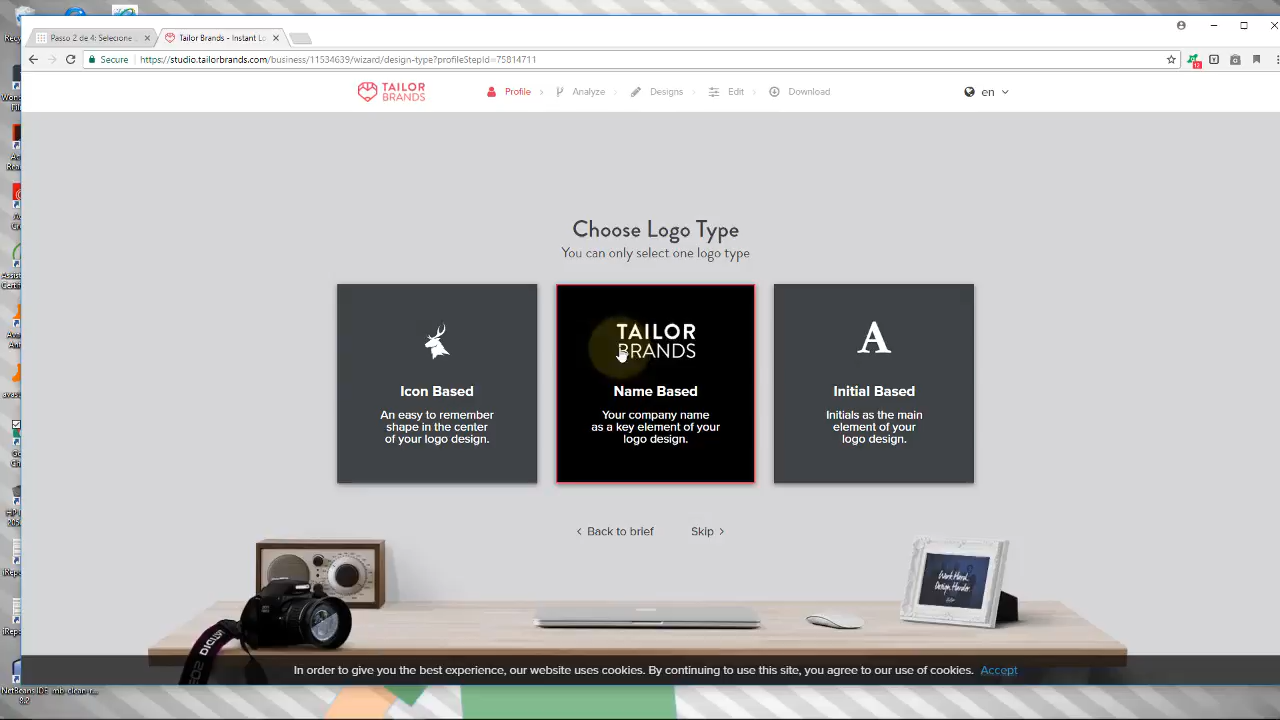 Passo 2 de 4: Selecione ...
Tailor Brands - Instant Lo
Secure
https://studio.tailorbrands.com/business/11534639/wizard/design-type?profileStepId=75814711
TAILOR
BRANDS
Profile
Analyze
Designs
Edit
Download
en
Choose Logo Type
You can only select one logo type
Icon Based
An easy to remember
shape in the center
of your logo design.
TAILOR
BRANDS
Name Based
Your company name
as a key element of your
logo design.
A
Initial Based
Initials as the main
element of your
logo design.
Back to brief
Skip
Work Hard,
Design Harder.
In order to give you the best experience, our website uses cookies. By continuing to use this site, you agree to our use of cookies. Accept